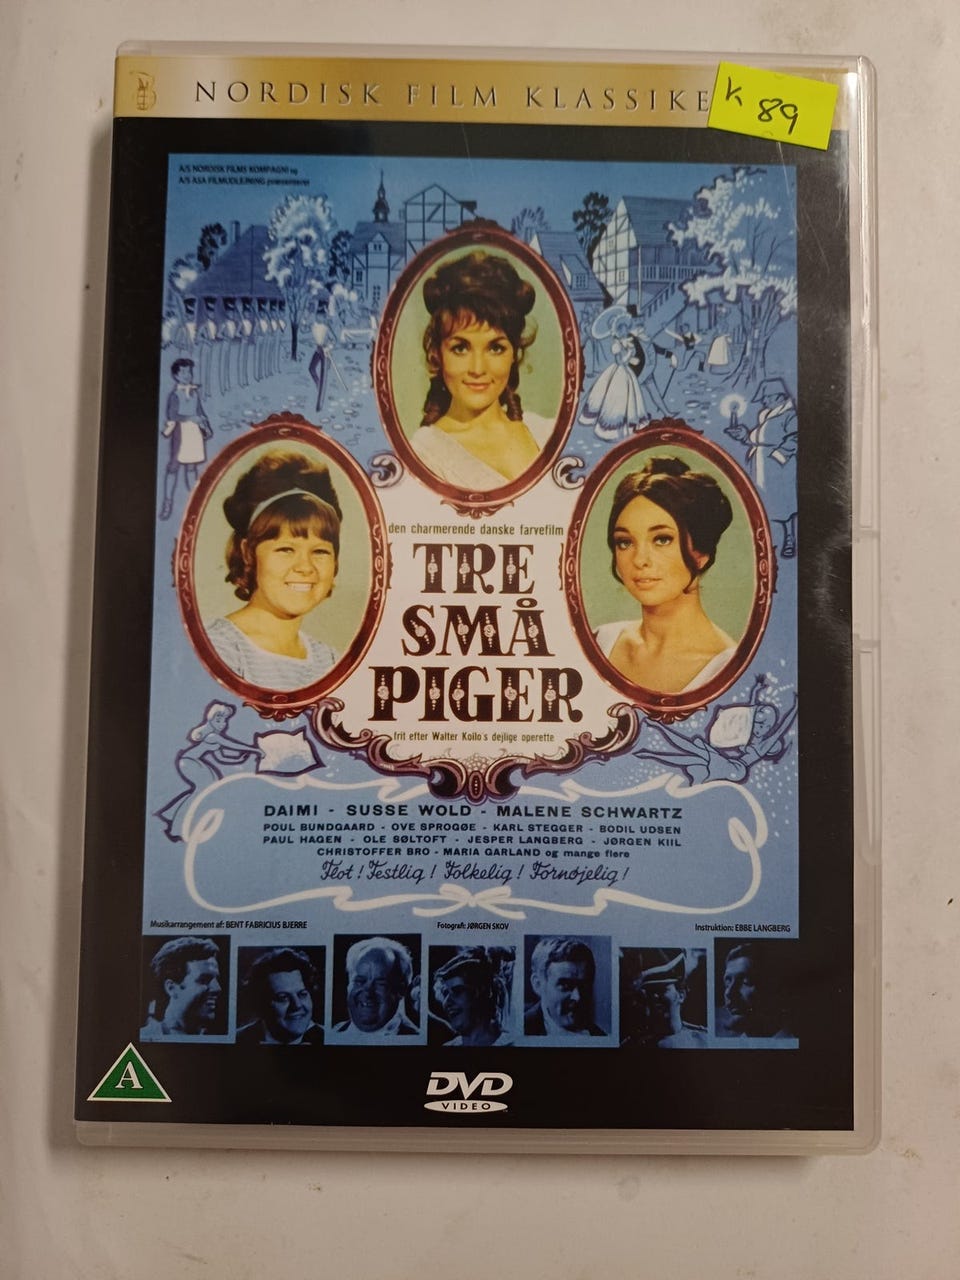 NORDISK FILM KLASSIKE
K 89
A/S NORDISK FILMS KOMPAGNI og
A/S ASA FILMUDLEJNING præsenterer
den charmerende danske farvefilm
TRE
SMÅ
PIGER
frit efter Walter Kollo's dejlige operette
DAIMI - SUSSE WOLD - MALENE SCHWARTZ
POUL BUNDGAARD - OVE SPROGØE - KARL STEGGER - BODIL UDSEN
PAUL HAGEN - OLE SØLTOFT - JESPER LANGBERG - JØRGEN KIIL
CHRISTOFFER BRO - MARIA GARLAND og mange flere
Flot! Festlig! Folkelig! Fornøjelig!
Musikarrangement af: BENT FABRICIUS BJERRE
Fotograf: JØRGEN SKOV
Instruktion: EBBE LANGBERG
A
DVD
VIDEO